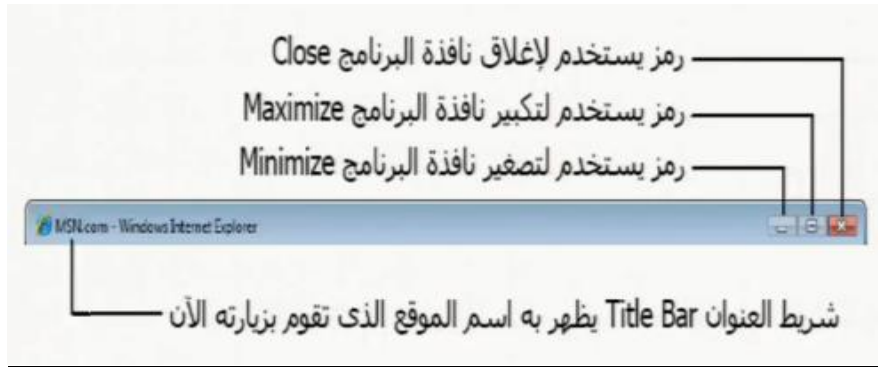 رمز يستخدم لإغلاق نافذة البرنامج Close
رمز يستخدم لتكبير نافذة البرنامج Maximize
رمز يستخدم لتصغير نافذة البرنامج Minimize
MSN.com - Windows Internet Explorer
شريط العنوان Title Bar يظهر به اسم الموقع الذى تقوم بزيارته الآن